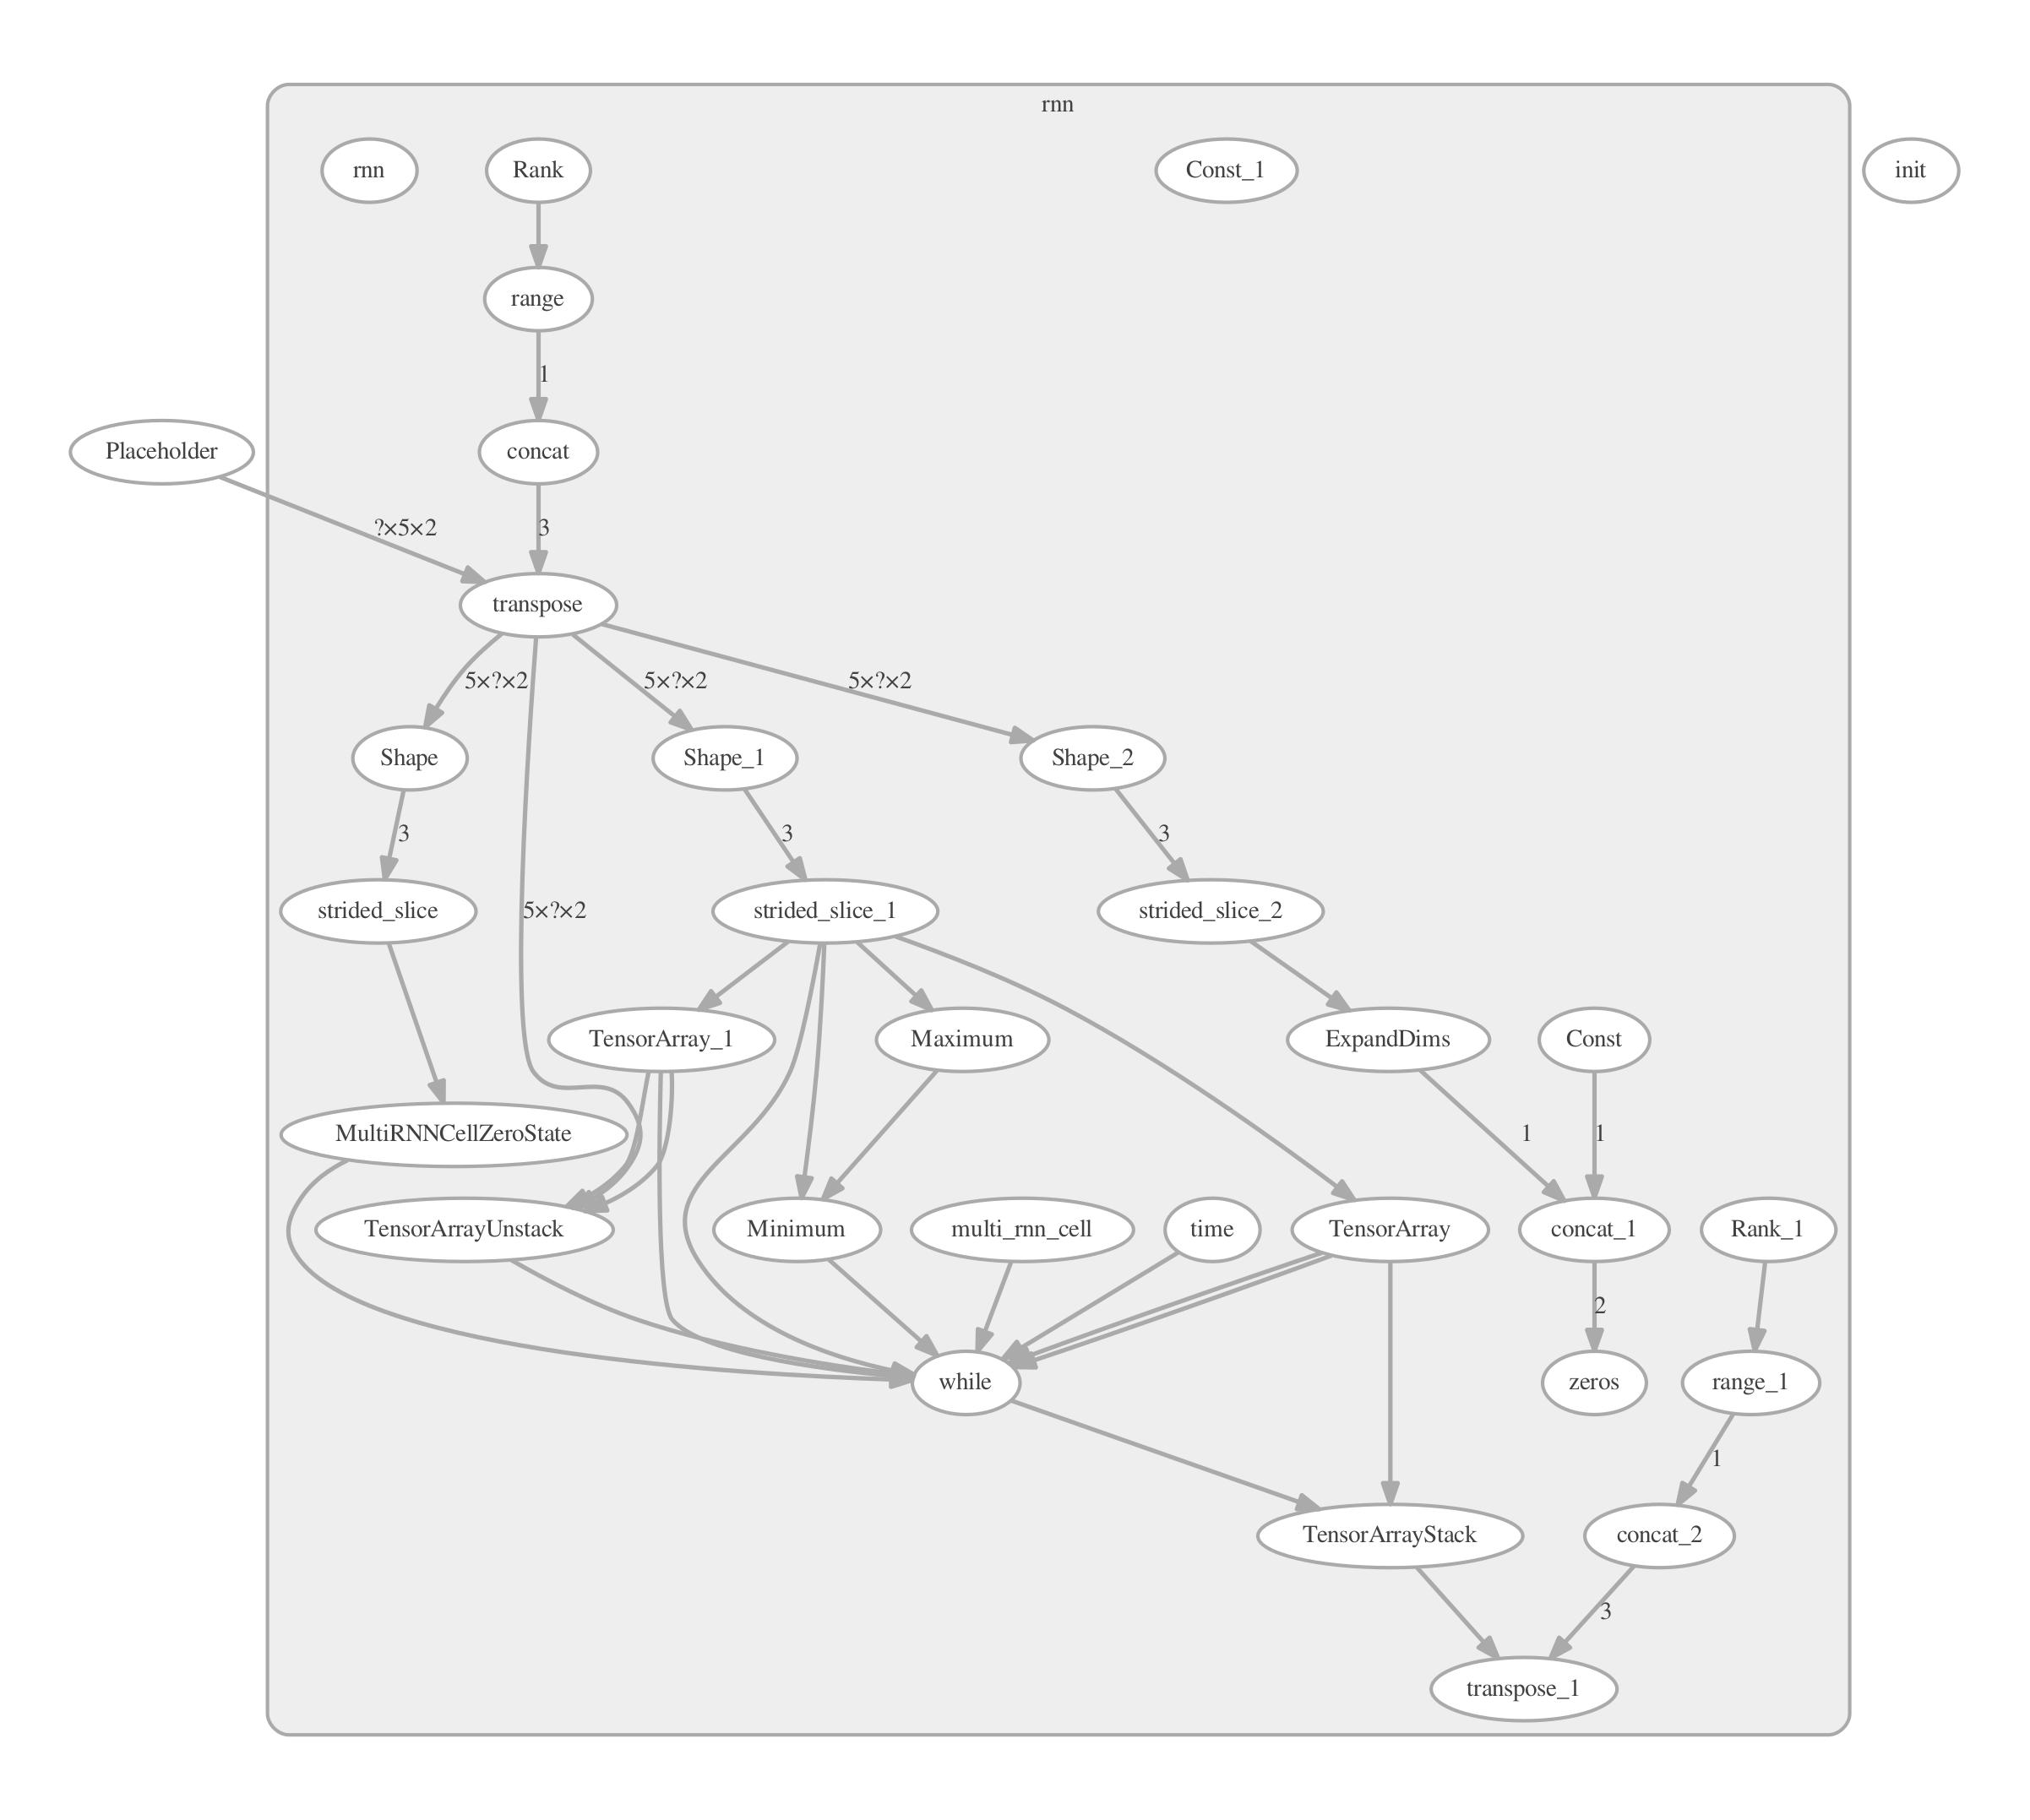 rnn
rnn
Rank
Const_1
init
range
1
Placeholder
concat
?×5×2
3
transpose
5×?×2
5×?×2
5×?×2
Shape
Shape_1
Shape_2
3
3
3
strided_slice
5×?×2
strided_slice_1
strided_slice_2
TensorArray_1
Maximum
ExpandDims
Const
MultiRNNCellZeroState
1
1
TensorArrayUnstack
Minimum
multi_rnn_cell
time
TensorArray
concat_1
Rank_1
2
while
zeros
range_1
1
TensorArrayStack
concat_2
3
transpose_1